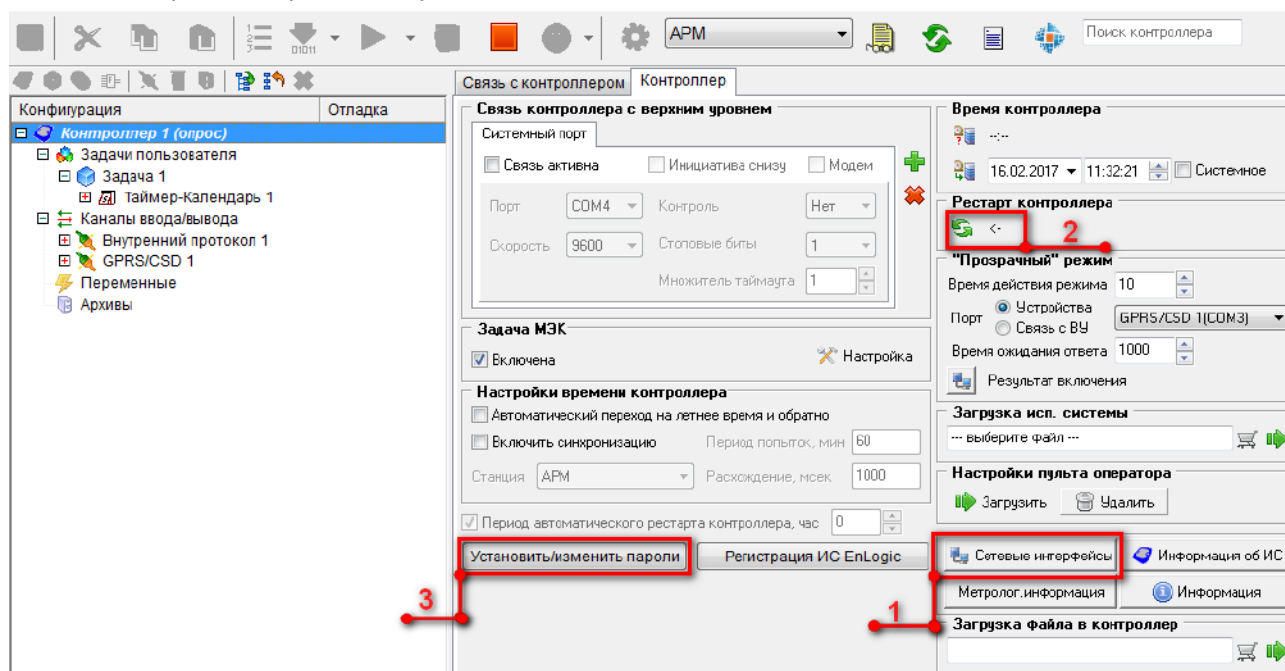 АРМ
Поиск контроллера
Конфигурация Отладка
Контроллер 1 (опрос)
Задачи пользователя
Задача 1
Таймер-Календарь 1
Каналы ввода/вывода
Внутренний протокол 1
GPRS/CSD 1
Переменные
Архивы
Связь с контроллером Контроллер
Связь контроллера с верхним уровнем
Системный порт
Связь активна Инициатива снизу Модем
Порт COM4 Контроль Нет
Скорость 9600 Стоповые биты 1
Множитель таймаута 1
Задача МЭК
Включена Настройка
Настройки времени контроллера
Автоматический переход на летнее время и обратно
Включить синхронизацию Период попыток, мин 60
Станция АРМ Расхождение, мсек 1000
Период автоматического рестарта контроллера, час 0
Установить/изменить пароли Регистрация ИС EnLogic
3
Время контроллера
--:--
16.02.2017 11:32:21 Системное
Рестарт контроллера
<-
2
"Прозрачный" режим
Время действия режима 10
Порт Устройства GPRS/CSD 1(COM3)
Связь с ВУ
Время ожидания ответа 1000
Результат включения
Загрузка исп. системы
--- выберите файл ---
Настройки пульта оператора
Загрузить Удалить
Сетевые интерфейсы Информация об ИС
Метролог.информация Информация
1
Загрузка файла в контроллер